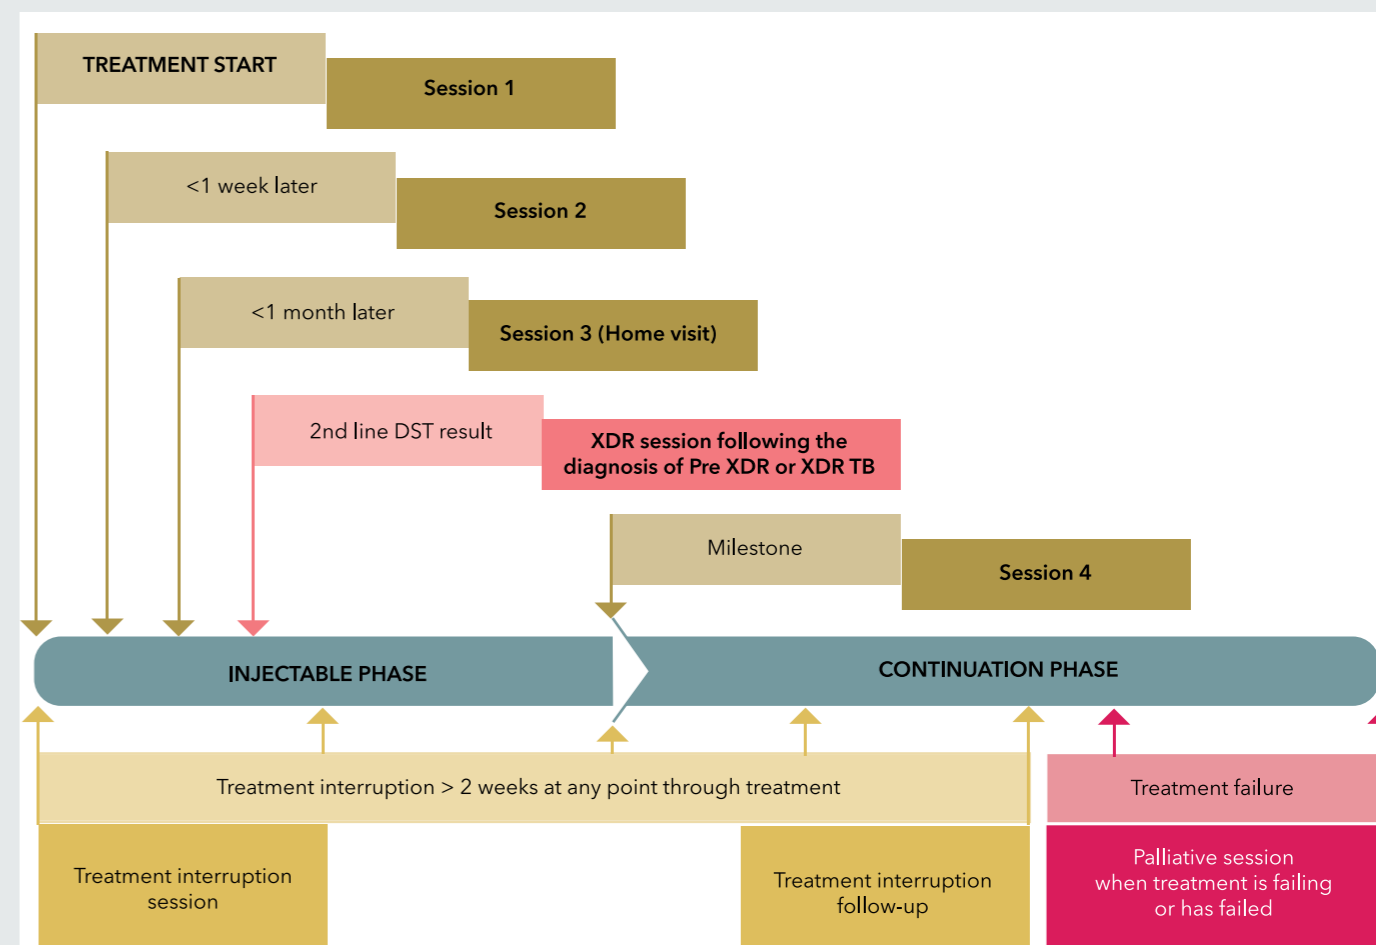 TREATMENT START
Session 1
<1 week later
Session 2
<1 month later
Session 3 (Home visit)
2nd line DST result
XDR session following the
diagnosis of Pre XDR or XDR TB
Milestone
Session 4
INJECTABLE PHASE
CONTINUATION PHASE
Treatment interruption > 2 weeks at any point through treatment
Treatment failure
Treatment interruption
session
Treatment interruption
follow-up
Palliative session
when treatment is failing
or has failed